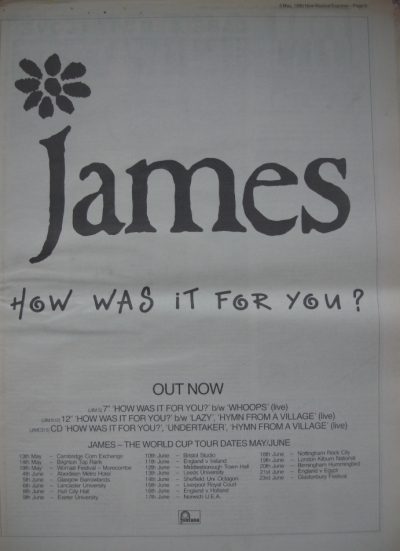 James
HOW WAS iT FOR YOU?
OUT NOW
7" 'HOW WAS IT FOR YOU?' b/w 'WHOOPS' (live)
12" 'HOW WAS IT FOR YOU?' b/w 'LAZY', 'HYMN FROM A VILLAGE' (live)
CD 'HOW WAS IT FOR YOU?', 'UNDERTAKER', 'HYMN FROM A VILLAGE' (live)
JAMES – THE WORLD CUP TOUR DATES MAY/JUNE
13th May – Cambridge Corn Exchange
14th May – Brighton Top Rank
19th May – WOMAD Festival – Morecambe
4th June – Aberdeen Metro Hotel
5th June – Glasgow Barrowlands
6th June – Lancaster University
8th June – Hull City Hall
9th June – Exeter University
10th June – Bristol Studio
11th June – England v Ireland
12th June – Middlesborough Town Hall
13th June – Leeds University
14th June – Sheffield Uni Octagon
15th June – Liverpool Royal Court
16th June – England v Holland
17th June – Norwich U.E.A.
18th June – Nottingham Rock City
19th June – London Kilburn National
20th June – Birmingham Hummingbird
21st June – England v Egypt
23rd June – Glastonbury Festival
fontana